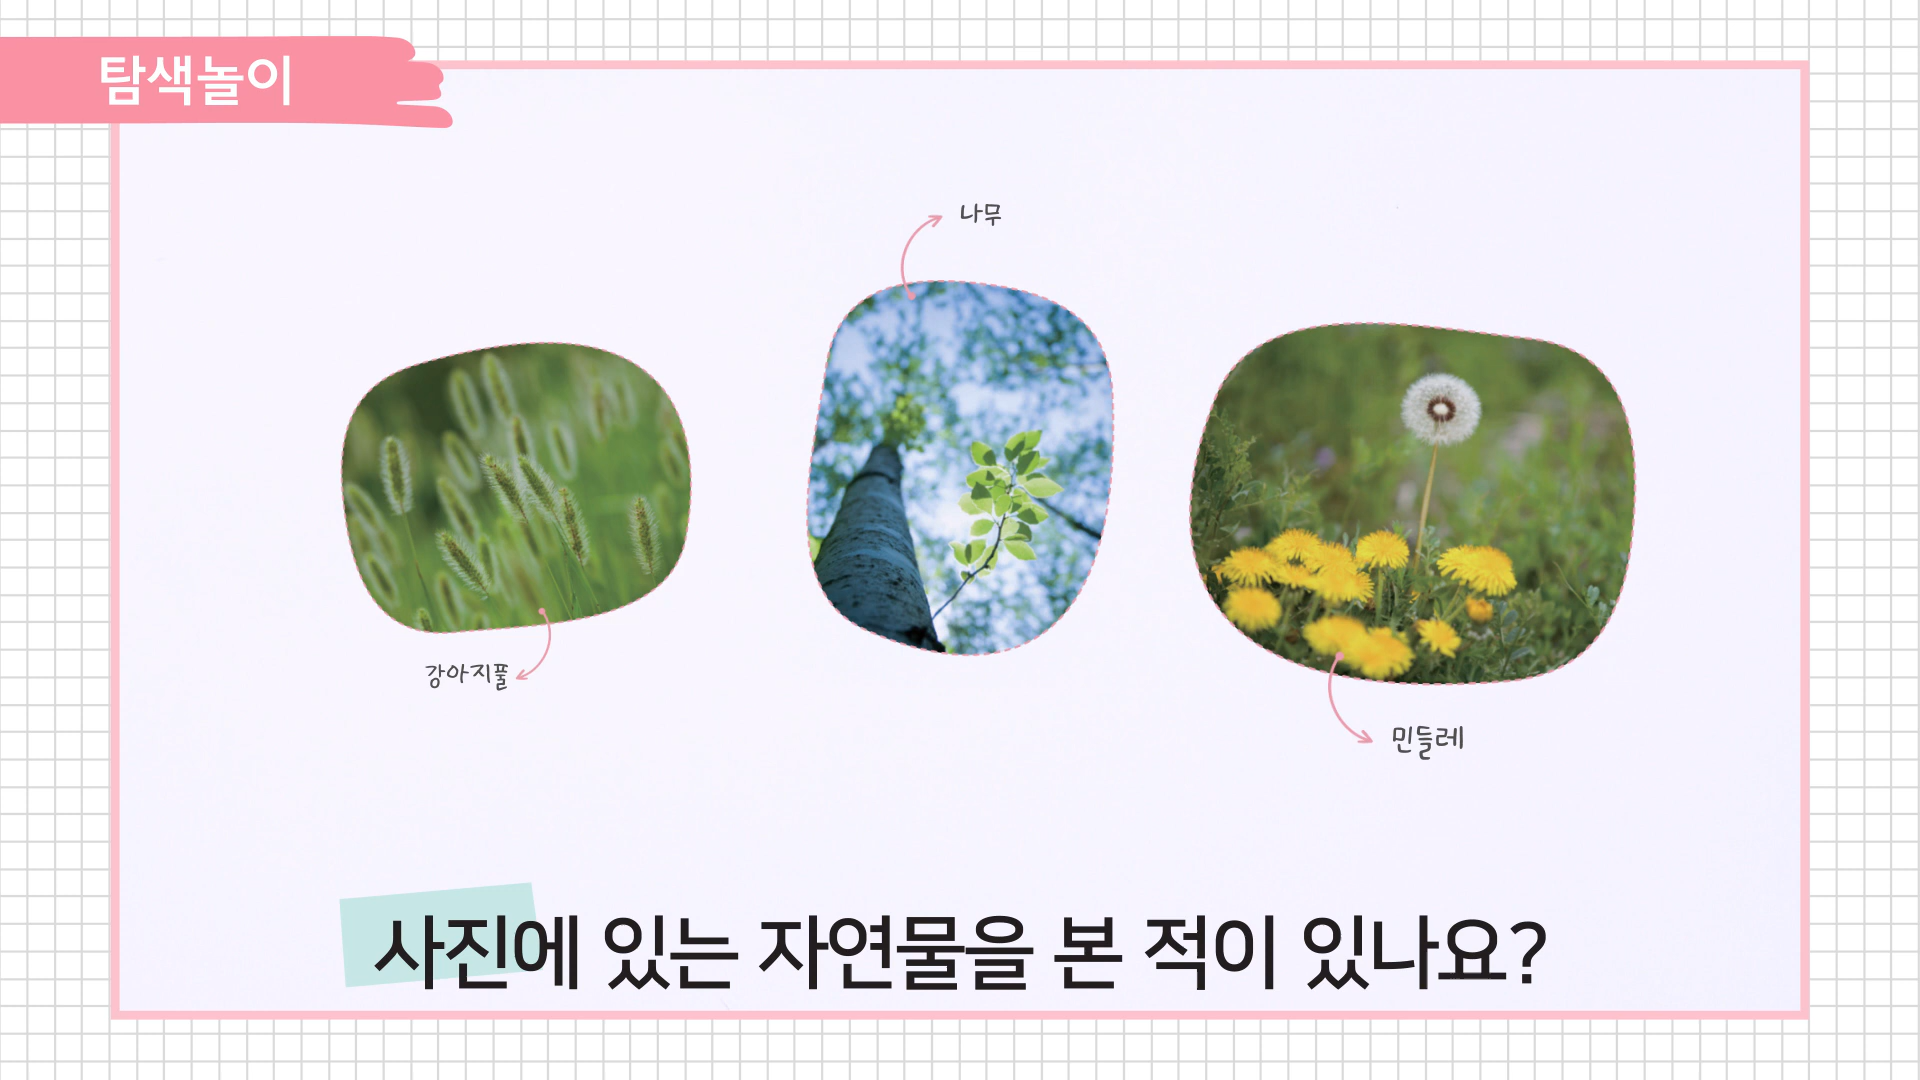 탐색놀이
나무
강아지풀
민들레
사진에 있는 자연물을 본 적이 있나요?